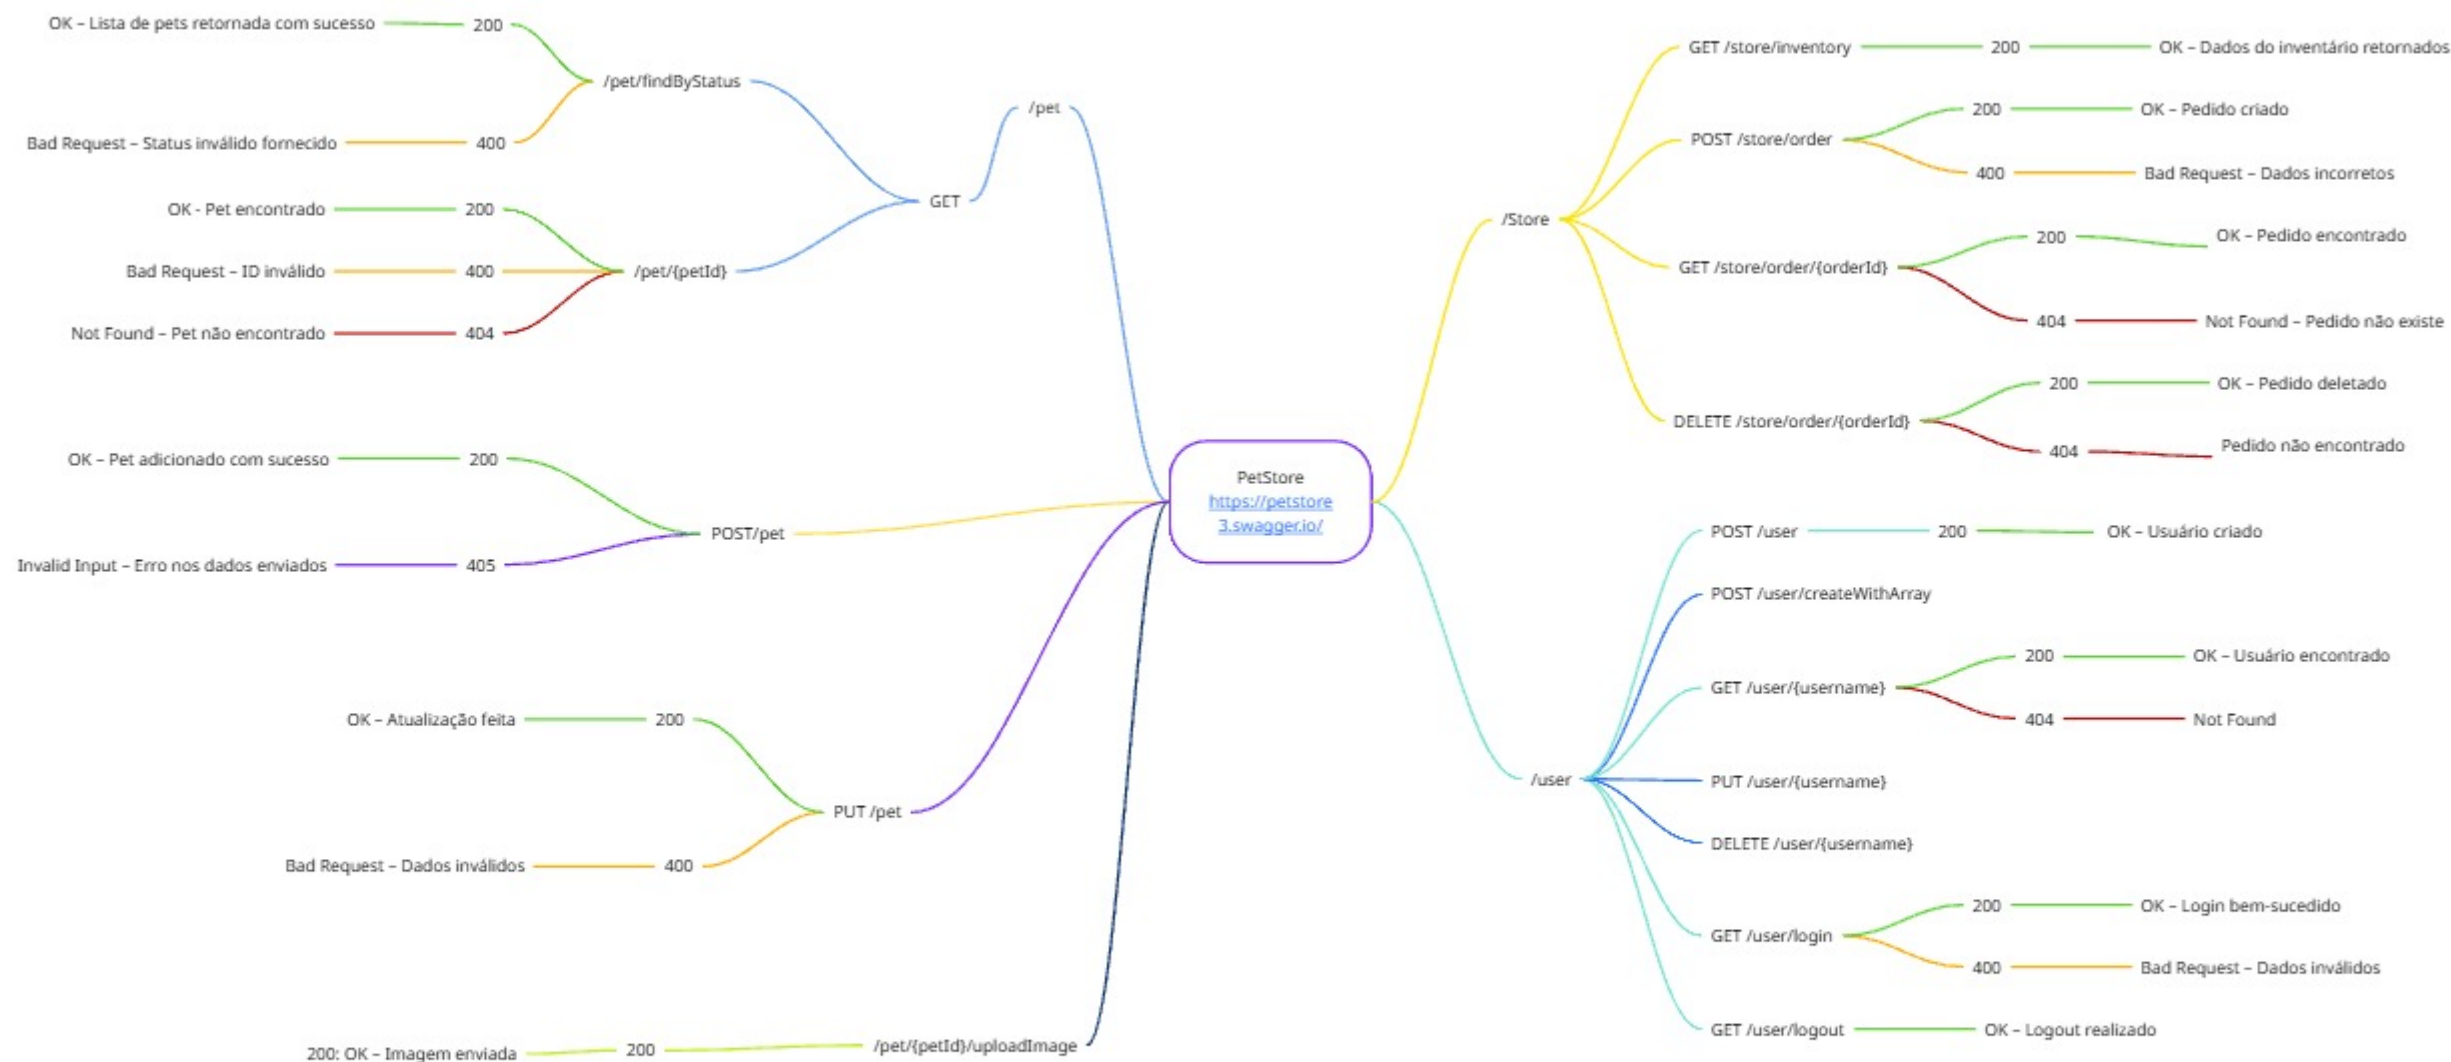 PetStore
https://petstore
3.swagger.io/
/pet
GET
/pet/findByStatus
200
OK – Lista de pets retornada com sucesso
400
Bad Request – Status inválido fornecido
/pet/{petId}
200
OK - Pet encontrado
400
Bad Request – ID inválido
404
Not Found – Pet não encontrado
POST/pet
200
OK – Pet adicionado com sucesso
405
Invalid Input – Erro nos dados enviados
PUT /pet
200
OK – Atualização feita
400
Bad Request – Dados inválidos
/pet/{petId}/uploadImage
200
200: OK – Imagem enviada
/Store
GET /store/inventory
200
OK – Dados do inventário retornados
POST /store/order
200
OK – Pedido criado
400
Bad Request – Dados incorretos
GET /store/order/{orderId}
200
OK – Pedido encontrado
404
Not Found – Pedido não existe
DELETE /store/order/{orderId}
200
OK – Pedido deletado
404
Pedido não encontrado
/user
POST /user
200
OK – Usuário criado
POST /user/createWithArray
GET /user/{username}
200
OK – Usuário encontrado
404
Not Found
PUT /user/{username}
DELETE /user/{username}
GET /user/login
200
OK – Login bem-sucedido
400
Bad Request – Dados inválidos
GET /user/logout
OK – Logout realizado